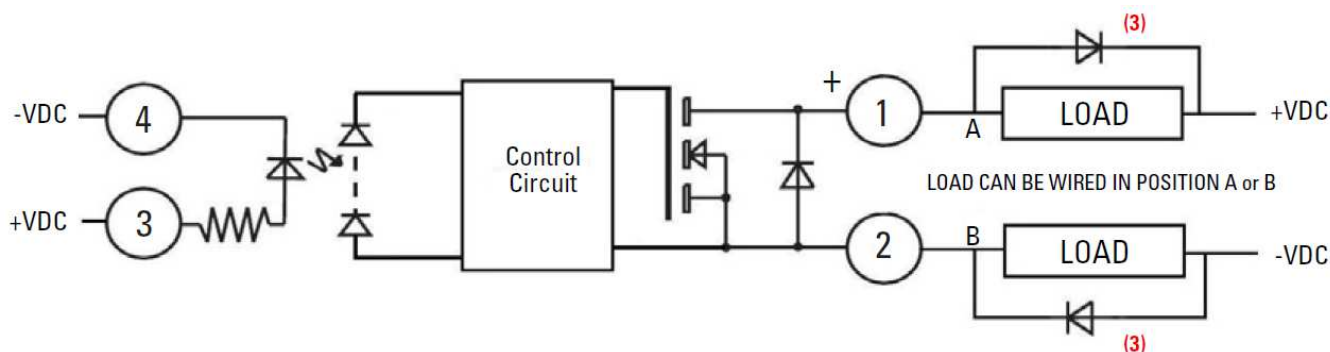 (3)
-VDC
4
+
1
A
LOAD
+VDC
Control
Circuit
LOAD CAN BE WIRED IN POSITION A or B
+VDC
3
2
B
LOAD
-VDC
(3)